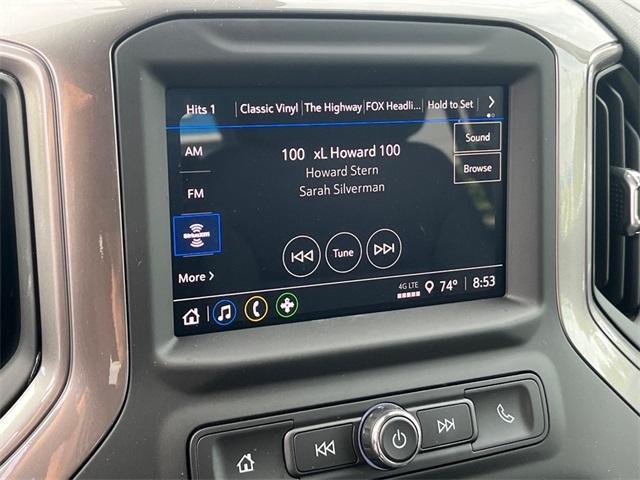 Hits 1 Classic Vinyl The Highway FOX Headli... Hold to Set
AM
100 xL Howard 100
Sound
Howard Stern
Browse
FM
Sarah Silverman
SiriusXM
Tune
More
4G LTE 74° 8:53